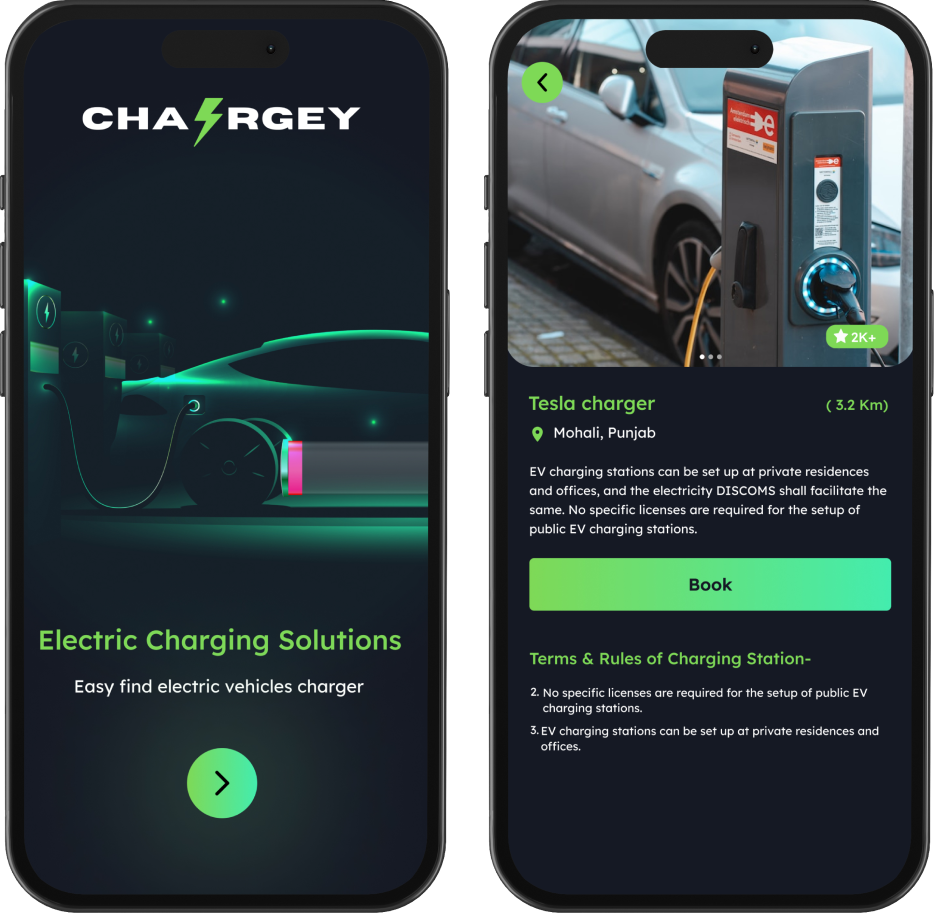 CHARGEY
Electric Charging Solutions
Easy find electric vehicles charger
e
2K+
Tesla charger
( 3.2 Km)
Mohali, Punjab
EV charging stations can be set up at private residences
and offices, and the electricity DISCOMS shall facilitate the
same. No specific licenses are required for the setup of
public EV charging stations.
Book
Terms & Rules of Charging Station-
2. No specific licenses are required for the setup of public EV
charging stations.
3. EV charging stations can be set up at private residences and
offices.